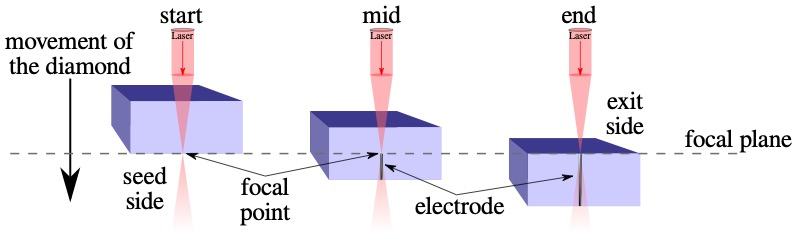 start
mid
end
Laser
Laser
Laser
movement of
the diamond
exit
side
focal plane
seed
side
focal
point
electrode